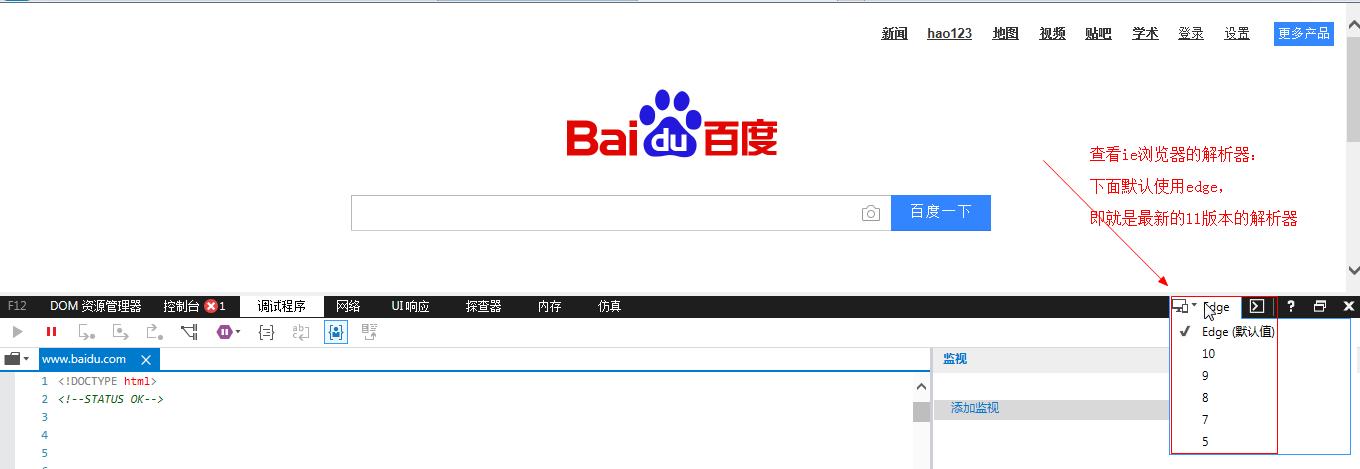 新闻 hao123 地图 视频 贴吧 学术 登录 设置 更多产品
Bai du 百度
百度一下
查看ie浏览器的解析器:
下面默认使用edge,
即就是最新的11版本的解析器
F12 DOM 资源管理器 控制台 1 调试程序 网络 UI 响应 探查器 内存 仿真 Edge ?
Edge (默认值)
10
9
8
7
5
www.baidu.com
监视
添加监视
1 <!DOCTYPE html>
2 <!--STATUS OK-->
3
4
5